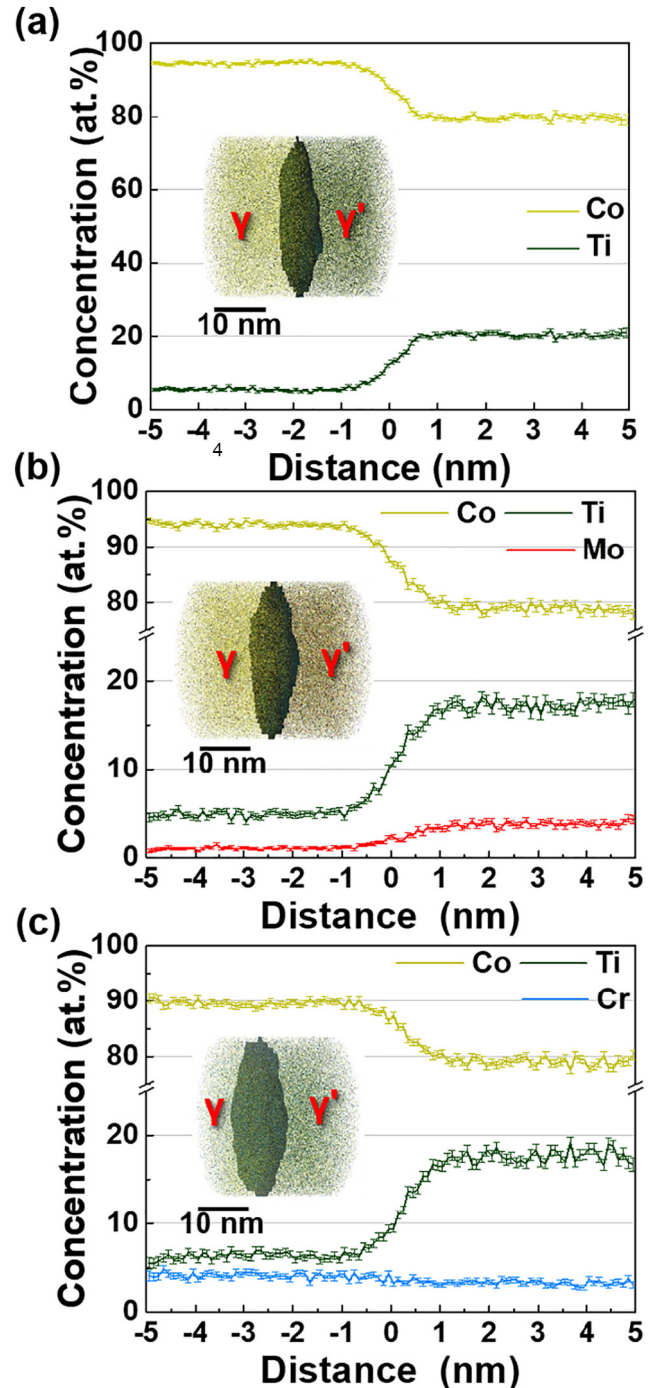 (a)
100
80
60
40
20
0
Concentration (at.%)
γ
γ'
10 nm
Co
Ti
-5 -4 -3 -2 -1 0 1 2 3 4 5
4
Distance (nm)
(b)
100
90
80
20
10
0
Concentration (at.%)
Co Ti
Mo
γ
γ'
10 nm
-5 -4 -3 -2 -1 0 1 2 3 4 5
Distance (nm)
(c)
100
90
80
20
10
0
Concentration (at.%)
Co Ti
Cr
γ
γ'
10 nm
-5 -4 -3 -2 -1 0 1 2 3 4 5
Distance (nm)